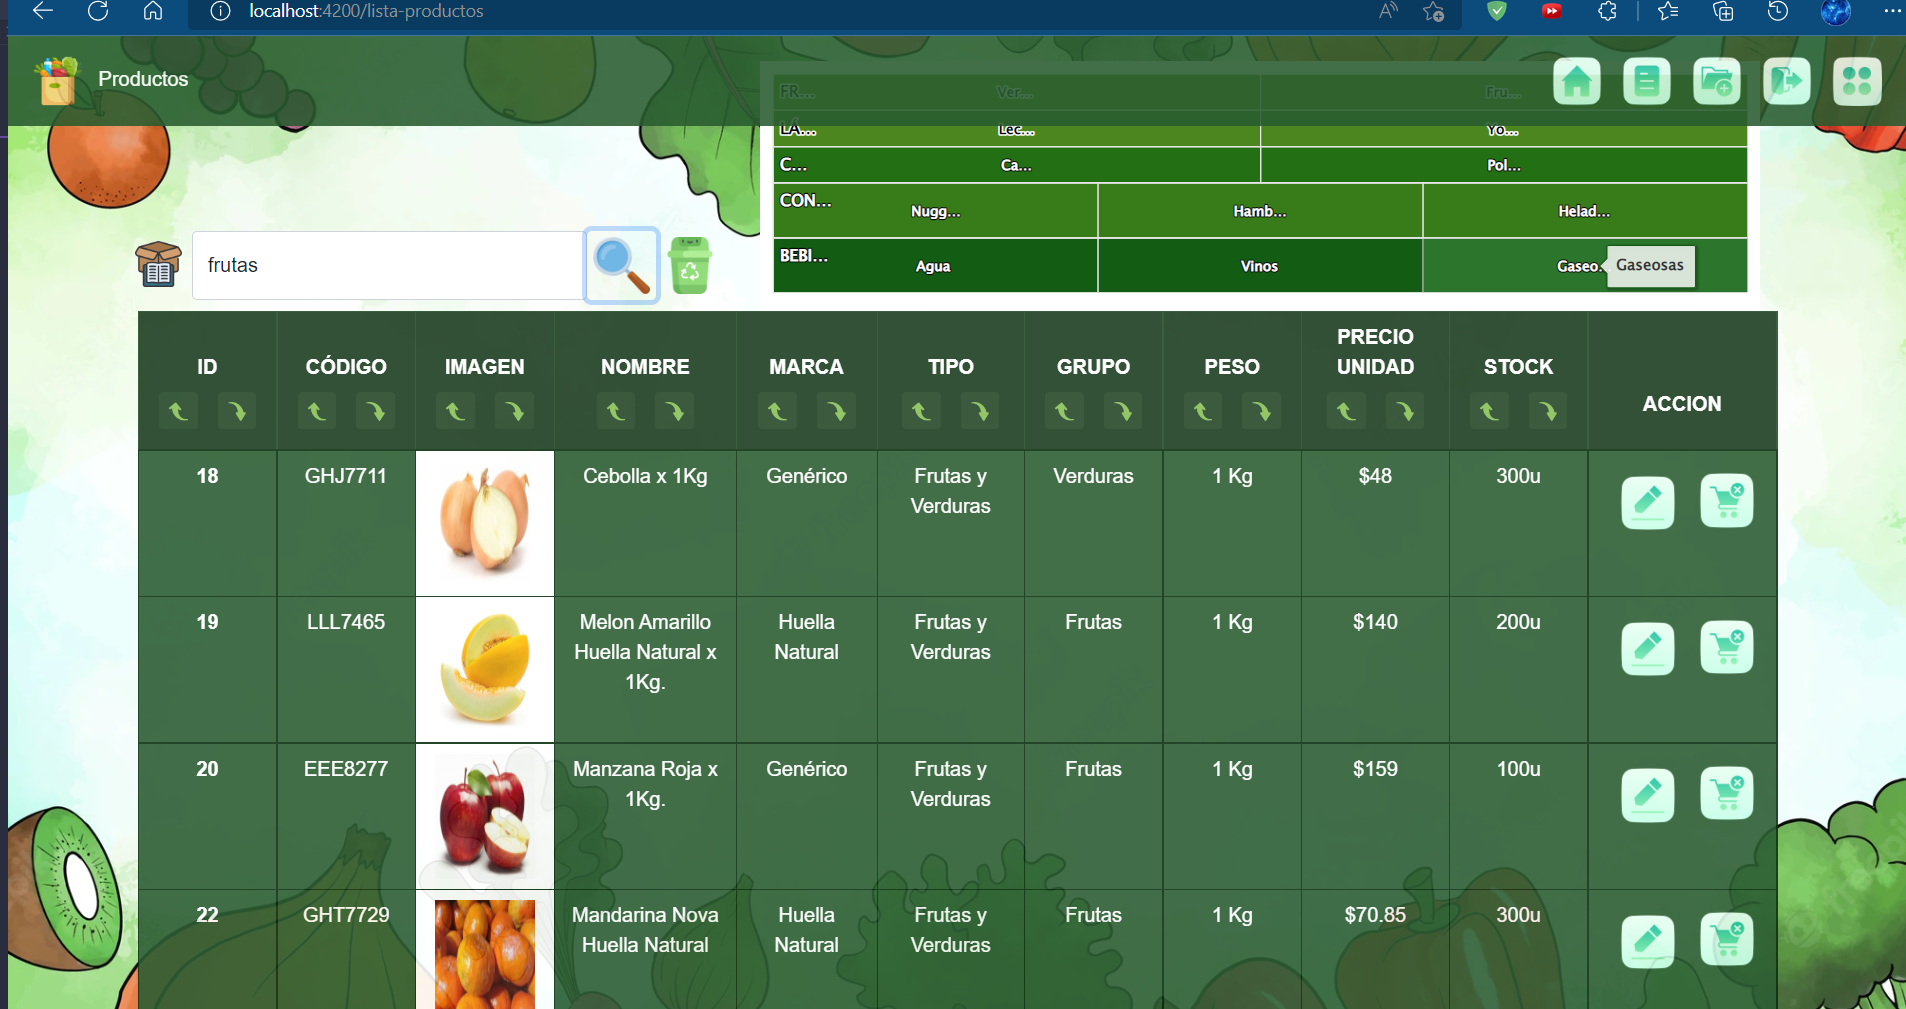 localhost:4200/lista-productos
Productos
FR... Ver... Fru...
LÁ... Lec... Yo...
C... Ca... Pol...
CON... Nugg... Hamb... Helad...
BEBI... Agua Vinos Gaseo. Gaseosas
frutas
ID CÓDIGO IMAGEN NOMBRE MARCA TIPO GRUPO PESO PRECIO UNIDAD STOCK ACCION
18 GHJ7711 Cebolla x 1Kg Genérico Frutas y Verduras Verduras 1 Kg $48 300u
19 LLL7465 Melon Amarillo Huella Natural x 1Kg. Huella Natural Frutas y Verduras Frutas 1 Kg $140 200u
20 EEE8277 Manzana Roja x 1Kg. Genérico Frutas y Verduras Frutas 1 Kg $159 100u
22 GHT7729 Mandarina Nova Huella Natural Huella Natural Frutas y Verduras Frutas 1 Kg $70.85 300u